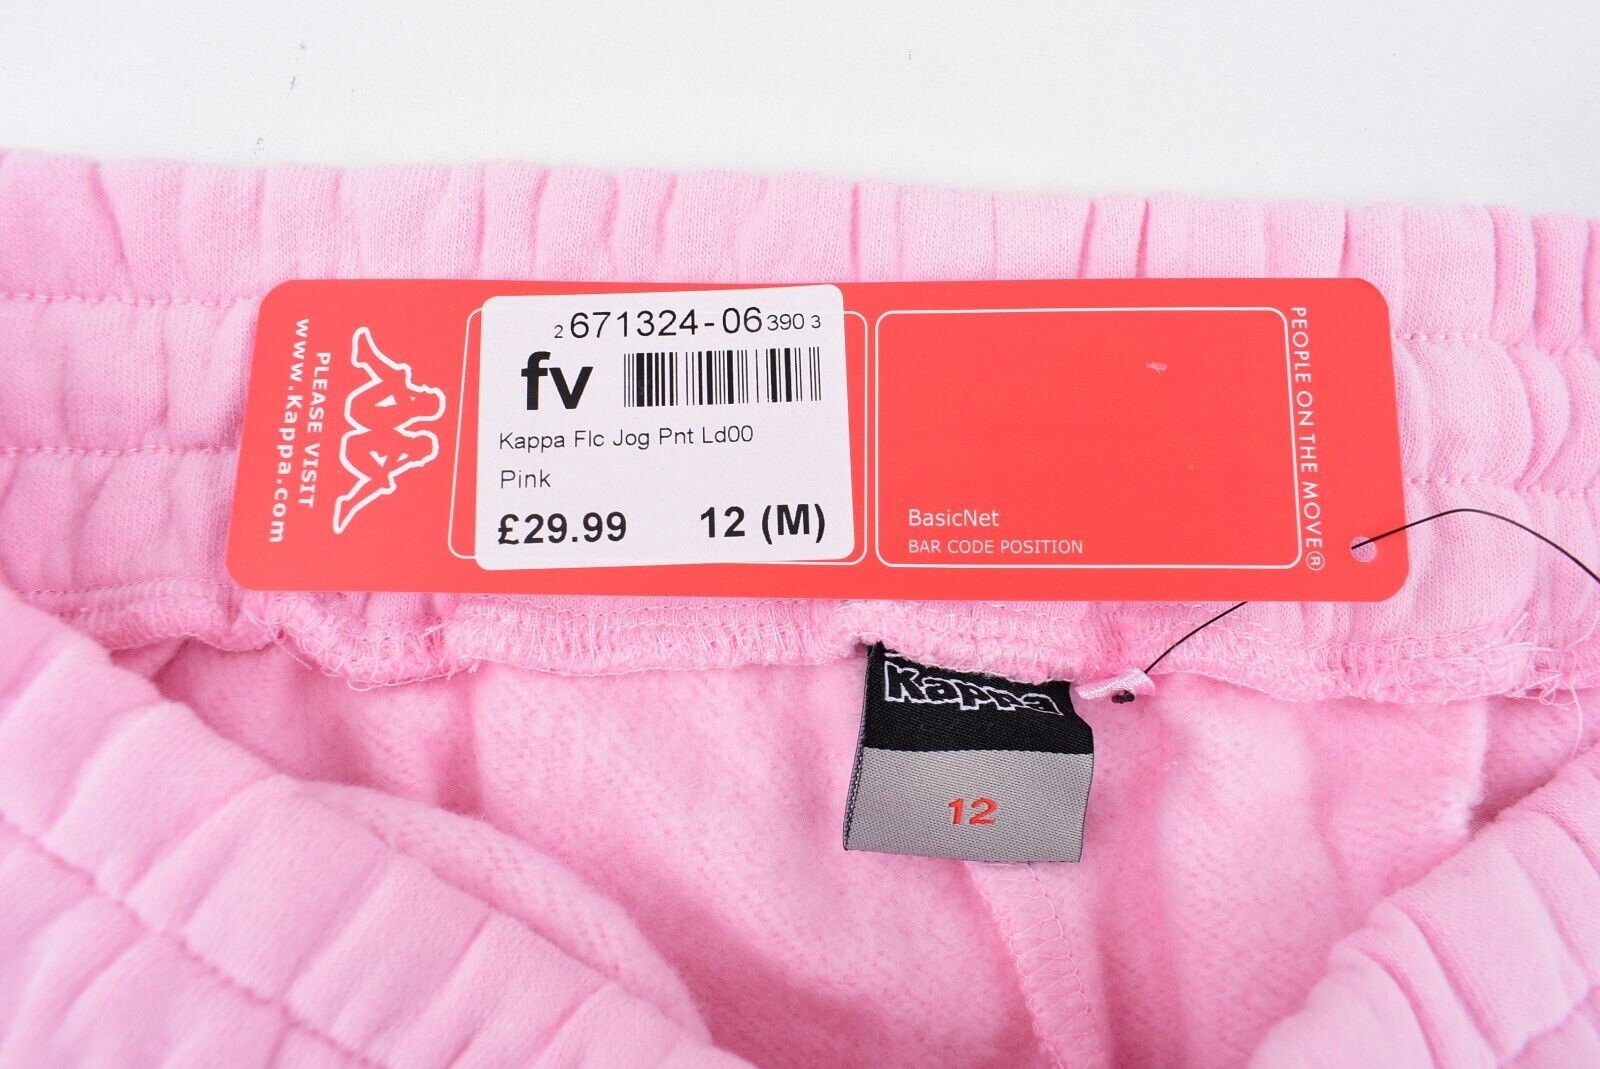 PLEASE VISIT
www.Kappa.com
2 671324-06 390 3
fv
Kappa Flc Jog Pnt Ld00
Pink
£29.99 12 (M)
BasicNet
BAR CODE POSITION
PEOPLE ON THE MOVE®
Kappa
12